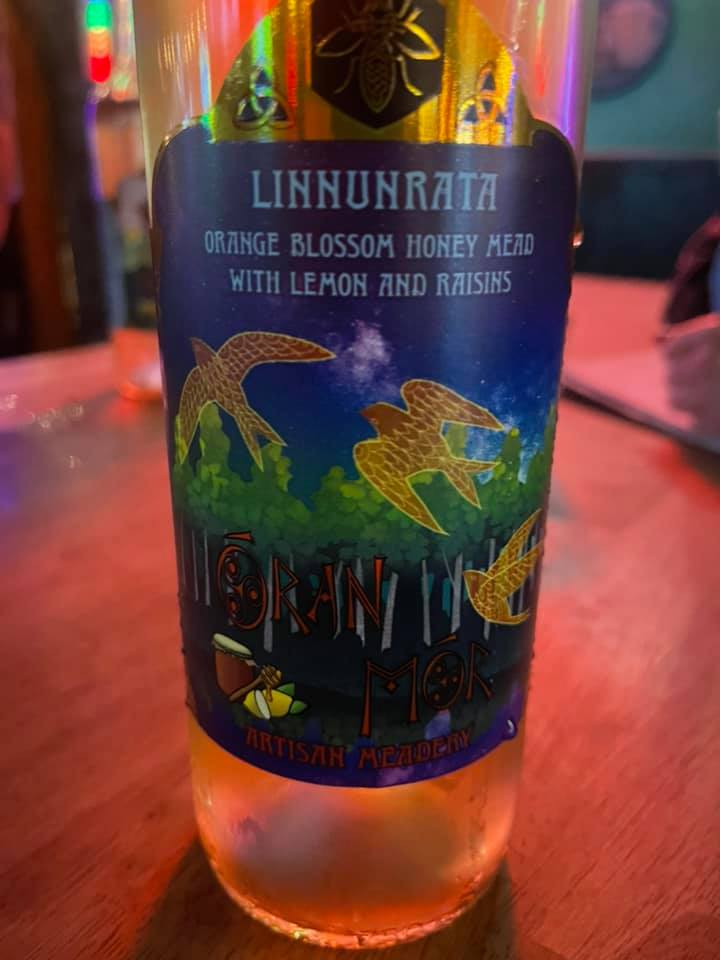 LINNUNRATA
ORANGE BLOSSOM HONEY MEAD
WITH LEMON AND RAISINS
ÓRAN
MÓR
ARTISAN MEADERY